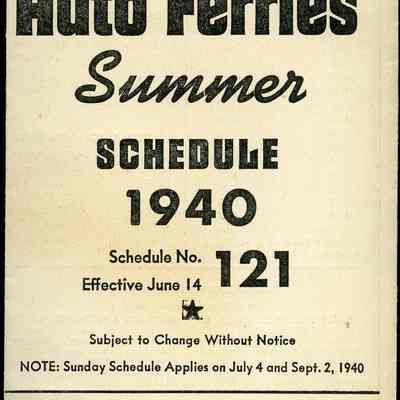 Auto Ferries
Summer
SCHEDULE
1940
Schedule No. 121
Effective June 14
Subject to Change Without Notice
NOTE: Sunday Schedule Applies on July 4 and Sept. 2, 1940